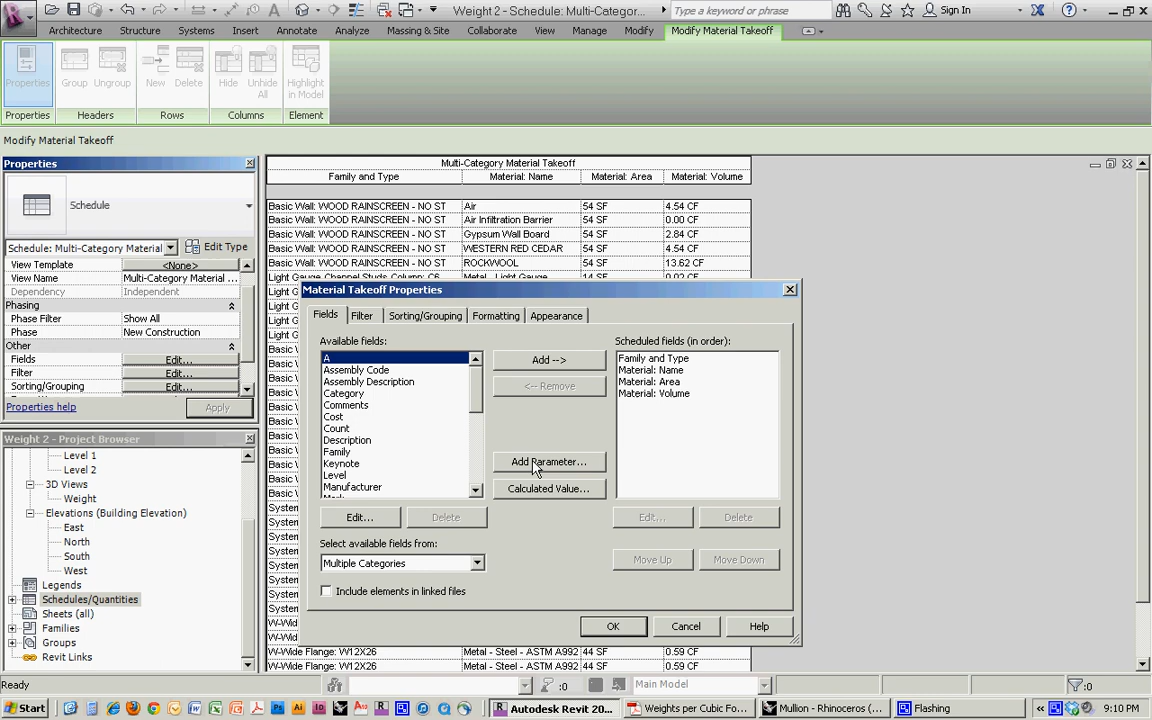 Weight 2 - Schedule: Multi-Categor...
Type a keyword or phrase
Sign In
Architecture
Structure
Systems
Insert
Annotate
Analyze
Massing & Site
Collaborate
View
Manage
Modify
Modify Material Takeoff
Properties
Group
Ungroup
New
Delete
Hide
Unhide All
Highlight in Model
Properties
Headers
Rows
Columns
Element
Modify Material Takeoff
Properties
Schedule
Schedule: Multi-Category Material
Edit Type
View Template
<None>
View Name
Multi-Category Material ...
Dependency
Independent
Phasing
Phase Filter
Show All
Phase
New Construction
Other
Fields
Edit...
Filter
Edit...
Sorting/Grouping
Edit...
Properties help
Apply
Weight 2 - Project Browser
Level 1
Level 2
3D Views
Weight
Elevations (Building Elevation)
East
North
South
West
Legends
Schedules/Quantities
Sheets (all)
Families
Groups
Revit Links
Multi-Category Material Takeoff
Family and Type Material: Name Material: Area Material: Volume
Basic Wall: WOOD RAINSCREEN - NO ST Air 54 SF 4.54 CF
Basic Wall: WOOD RAINSCREEN - NO ST Air Infiltration Barrier 54 SF 0.00 CF
Basic Wall: WOOD RAINSCREEN - NO ST Gypsum Wall Board 54 SF 2.84 CF
Basic Wall: WOOD RAINSCREEN - NO ST WESTERN RED CEDAR 54 SF 4.54 CF
Basic Wall: WOOD RAINSCREEN - NO ST ROCKWOOL 54 SF 13.62 CF
Light Gauge Channel Studs Column: C6 Metal - Light Gauge 14 SF 0.02 CF
Material Takeoff Properties
Fields
Filter
Sorting/Grouping
Formatting
Appearance
Available fields:
A
Assembly Code
Assembly Description
Category
Comments
Cost
Count
Description
Family
Keynote
Level
Manufacturer
Add -->
<-- Remove
Add Parameter...
Calculated Value...
Scheduled fields (in order):
Family and Type
Material: Name
Material: Area
Material: Volume
Edit...
Delete
Edit...
Delete
Select available fields from:
Multiple Categories
Move Up
Move Down
Include elements in linked files
OK
Cancel
Help
W-Wide Flange: W12X26 Metal - Steel - ASTM A992 44 SF 0.59 CF
W-Wide Flange: W12X26 Metal - Steel - ASTM A992 44 SF 0.59 CF
Ready
:0
Main Model
:0
Start
Autodesk Revit 20...
Weights per Cubic Fo...
Mullion - Rhinoceros (...
Flashing
9:10 PM